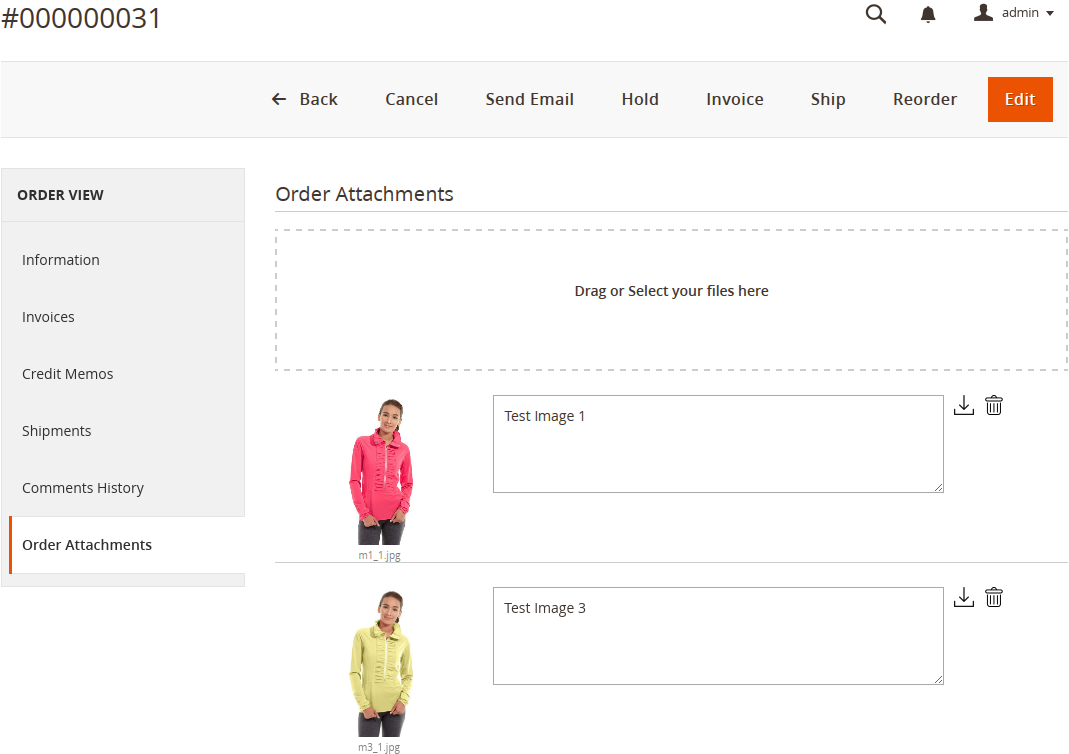 #000000031
admin
Back Cancel Send Email Hold Invoice Ship Reorder Edit
ORDER VIEW
Information
Invoices
Credit Memos
Shipments
Comments History
Order Attachments
Order Attachments
Drag or Select your files here
Test Image 1
m1_1.jpg
Test Image 3
m3_1.jpg